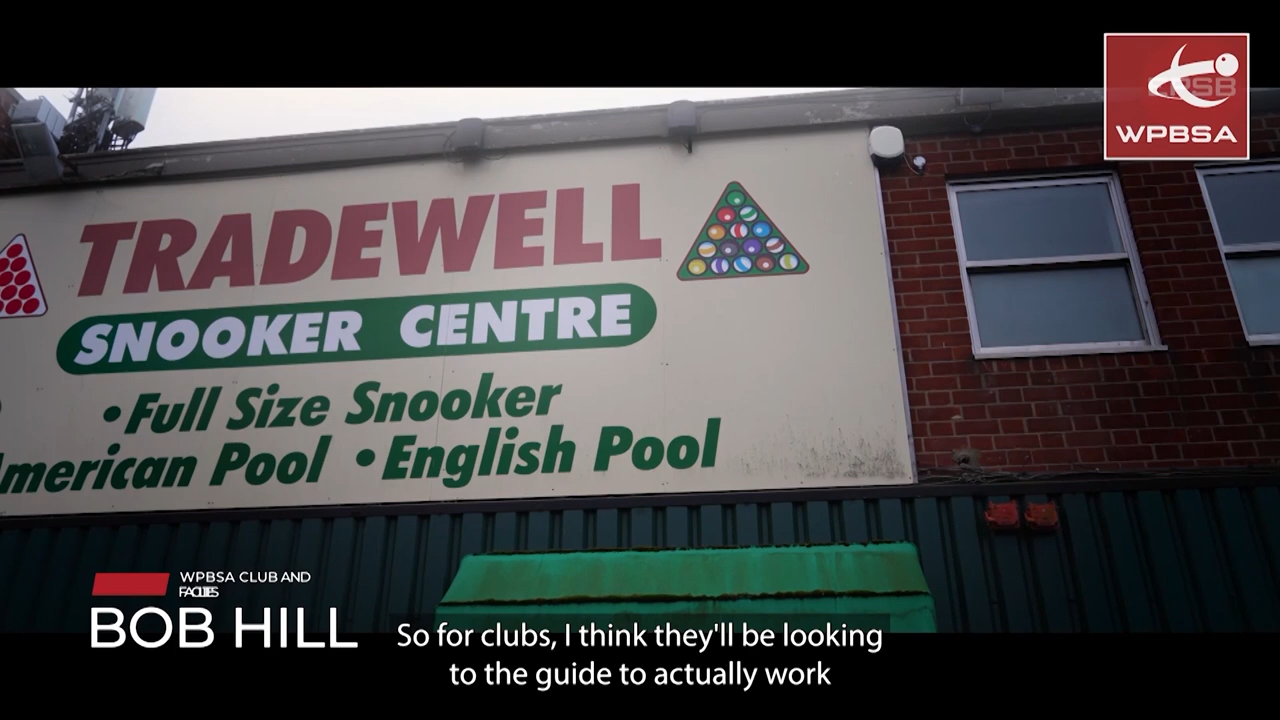 WPBSA
TRADEWELL
SNOOKER CENTRE
•Full Size Snooker
American Pool •English Pool
WPBSA CLUB AND
BOB HILL
So for clubs, I think they'll be looking
to the guide to actually work